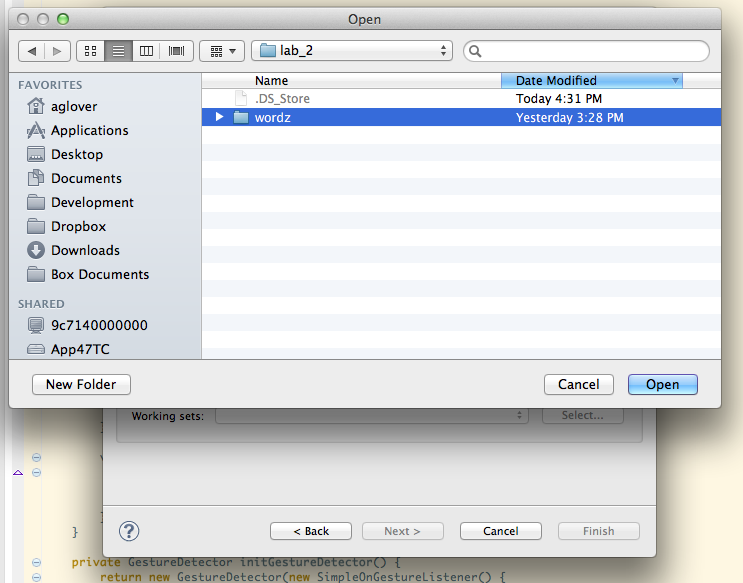 Open
lab_2
FAVORITES
aglover
Applications
Desktop
Documents
Development
Dropbox
Downloads
Box Documents
SHARED
9c7140000000
App47TC
Name Date Modified
.DS_Store Today 4:31 PM
wordz Yesterday 3:28 PM
New Folder Cancel Open
Working sets: Select...
}
? < Back Next > Cancel Finish
private GestureDetector initGestureDetector() {
return new GestureDetector(new SimpleOnGestureListener() {